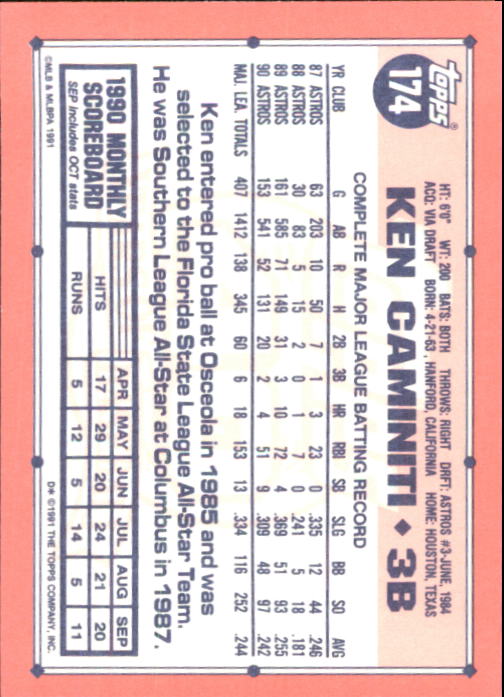 topps®
174
HT: 6'0" WT: 200 BATS: BOTH THROWS: RIGHT DRFT: ASTROS #3-JUNE, 1984
ACQ: VIA DRAFT BORN: 4-21-63, HANFORD, CALIFORNIA HOME: HOUSTON, TEXAS
KEN CAMINITI ♦ 3B
COMPLETE MAJOR LEAGUE BATTING RECORD
YR CLUB G AB R H 2B 3B HR RBI SB SLG BB SO AVG
87 ASTROS 63 203 10 50 7 1 3 23 0 .335 12 44 .246
88 ASTROS 30 83 5 15 2 0 1 7 0 .241 5 18 .181
89 ASTROS 161 585 71 149 31 3 10 72 4 .369 51 93 .255
90 ASTROS 153 541 52 131 20 2 4 51 9 .309 48 97 .242
MAJ. LEA. TOTALS 407 1412 138 345 60 6 18 153 13 .334 116 252 .244
Ken entered pro ball at Osceola in 1985 and was
selected to the Florida State League All-Star Team.
He was Southern League All-Star at Columbus in 1987.
1990 MONTHLY
SCOREBOARD
SEP includes OCT stats
APR MAY JUN JUL AUG SEP
HITS 17 29 20 24 21 20
RUNS 5 12 5 14 5 11
©MLB & MLBPA 1991
D* ©1991 THE TOPPS COMPANY, INC.